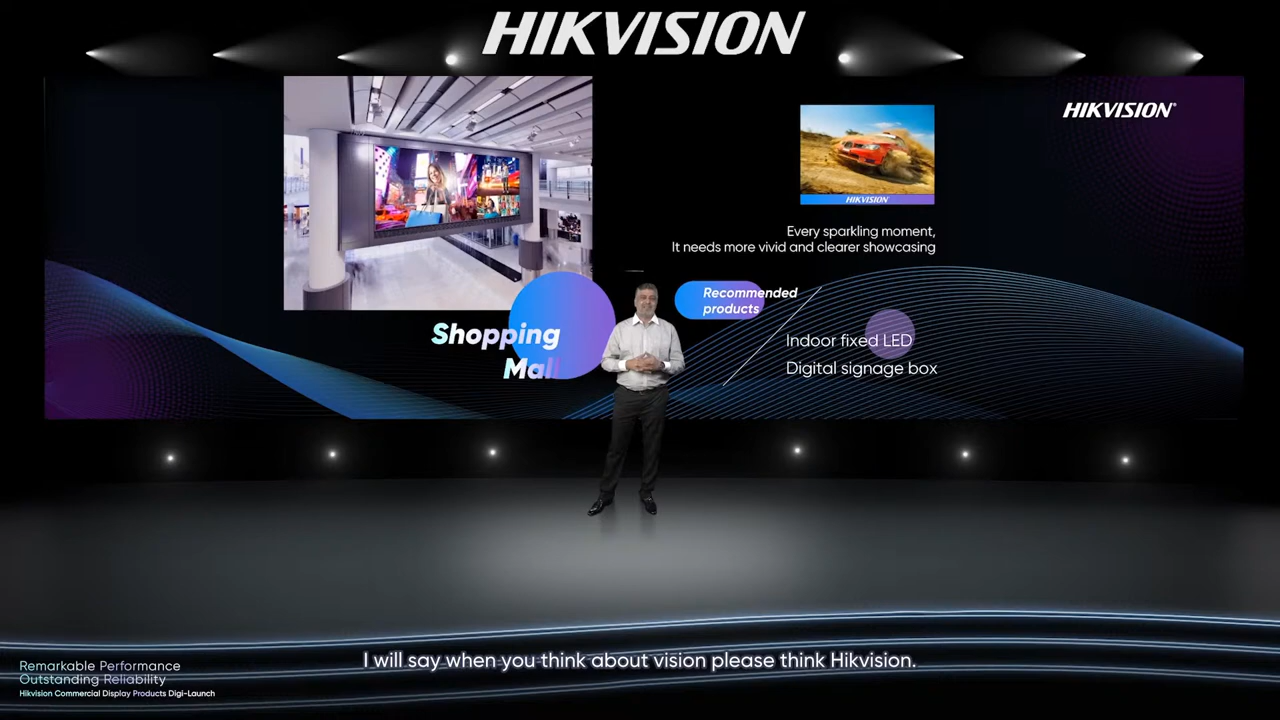 HIKVISION
HIKVISION
HIKVISION
Every sparkling moment,
It needs more vivid and clearer showcasing
Recommended
products
Shopping
Mall
Indoor fixed LED
Digital signage box
I will say when you think about vision please think Hikvision.
Remarkable Performance
Outstanding Reliability
Hikvision Commercial Display Products Digi-Launch